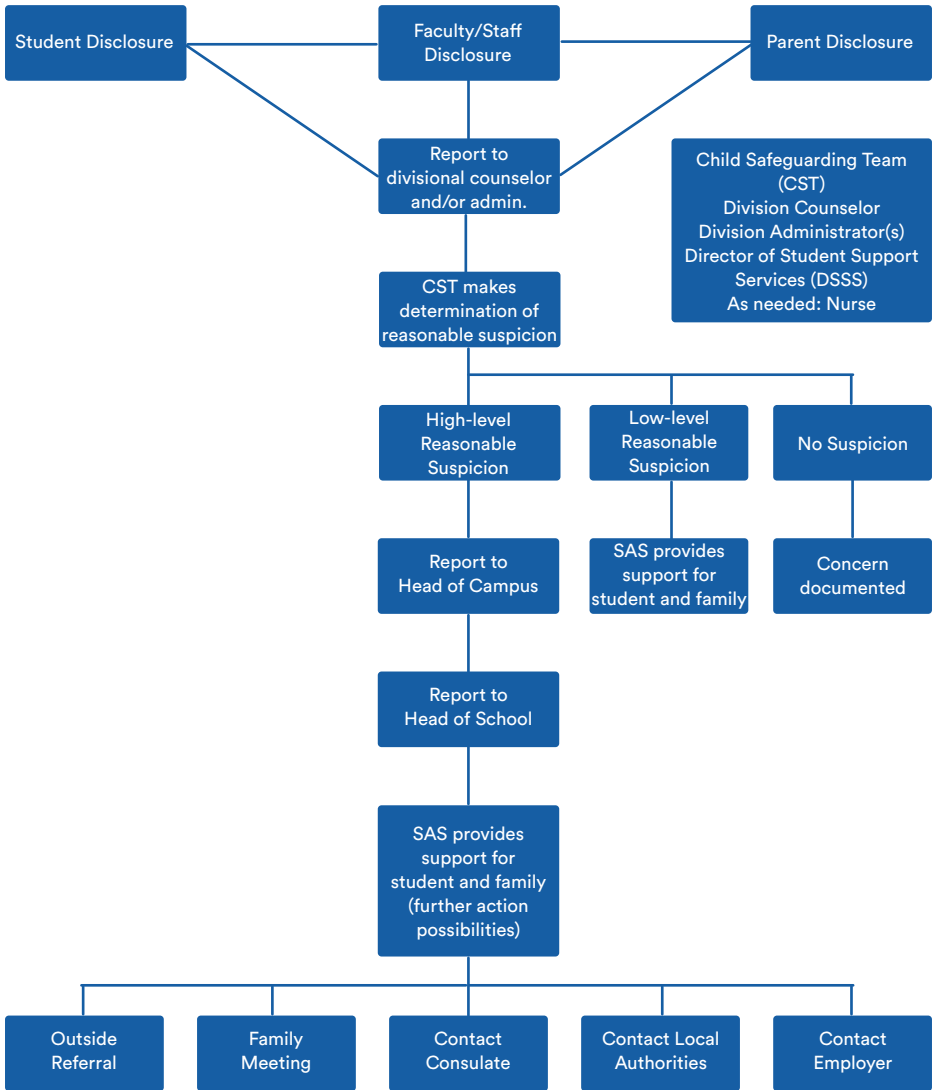 Student Disclosure
Faculty/Staff
Disclosure
Parent Disclosure
Report to
divisional counselor
and/or admin.
Child Safeguarding Team
(CST)
Division Counselor
Division Administrator(s)
Director of Student Support
Services (DSSS)
As needed: Nurse
CST makes
determination of
reasonable suspicion
High-level
Reasonable
Suspicion
Low-level
Reasonable
Suspicion
No Suspicion
Report to
Head of Campus
SAS provides
support for
student and family
Concern
documented
Report to
Head of School
SAS provides
support for
student and family
(further action
possibilities)
Outside
Referral
Family
Meeting
Contact
Consulate
Contact Local
Authorities
Contact
Employer